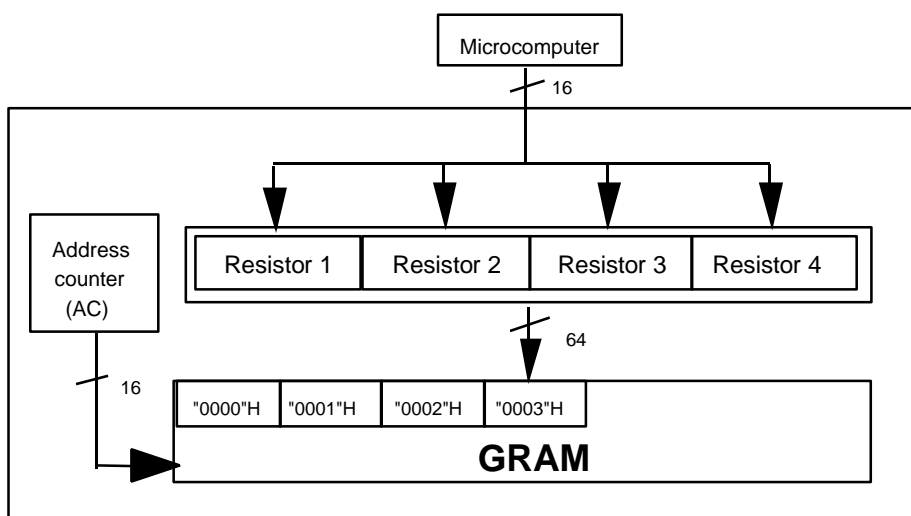 Microcomputer
16
Address
counter
(AC)
Resistor 1 Resistor 2 Resistor 3 Resistor 4
64
16
"0000"H "0001"H "0002"H "0003"H
GRAM